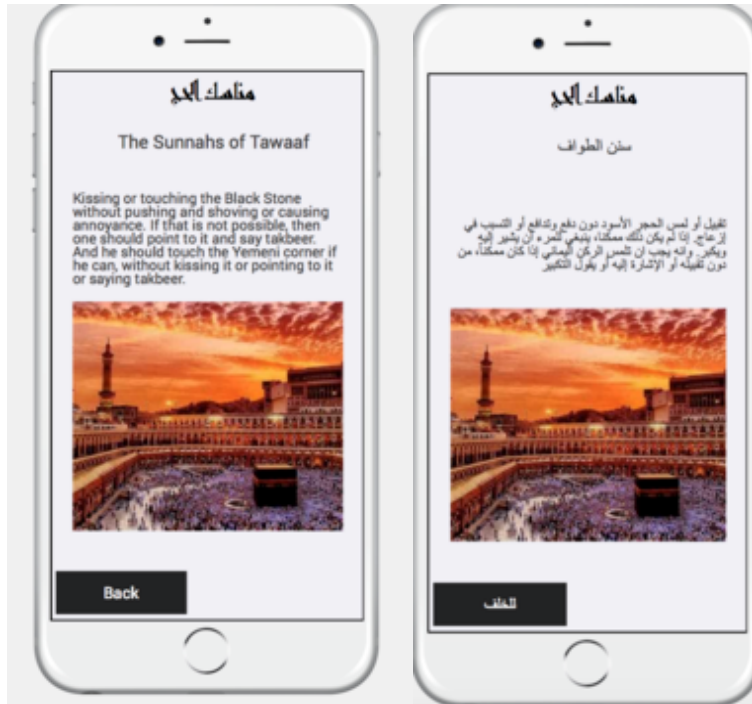 مناسك الحج
The Sunnahs of Tawaaf
Kissing or touching the Black Stone
without pushing and shoving or causing
annoyance. If that is not possible, then
one should point to it and say takbeer.
And he should touch the Yemeni corner if
he can, without kissing it or pointing to it
or saying takbeer.
Back
مناسك الحج
سنن الطواف
تقبيل أو لمس الحجر الأسود دون دفع وتدافع أو التسبب في
إزعاج. إذا لم يكن ذلك ممكنا، ينبغي للمرء أن يشير إليه
ويكبر. وانه يجب ان تلمس الركن اليماني إذا كان ممكناً، من
دون تقبيله أو الإشارة إليه أو يقول التكبير
للخلف